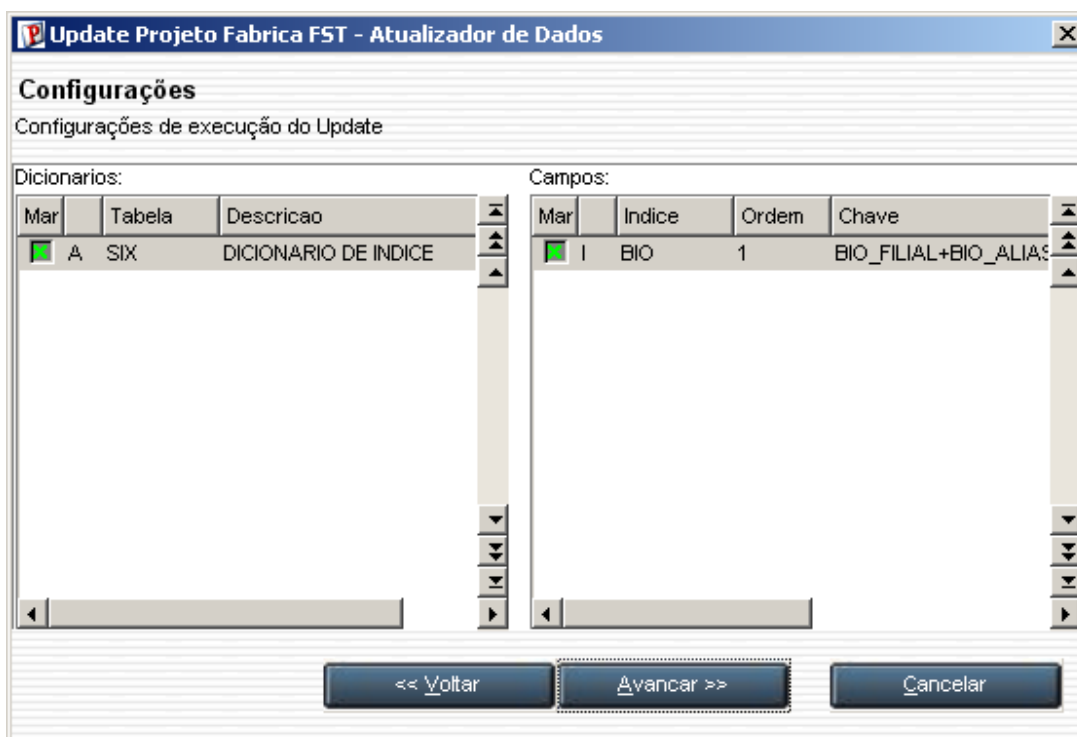 Update Projeto Fabrica FST - Atualizador de Dados
Configurações
Configurações de execução do Update
Dicionarios:
Mar Tabela Descricao
A SIX DICIONARIO DE INDICE
Campos:
Mar Indice Ordem Chave
I BIO 1 BIO_FILIAL+BIO_ALIAS
<< Voltar Avancar >> Cancelar